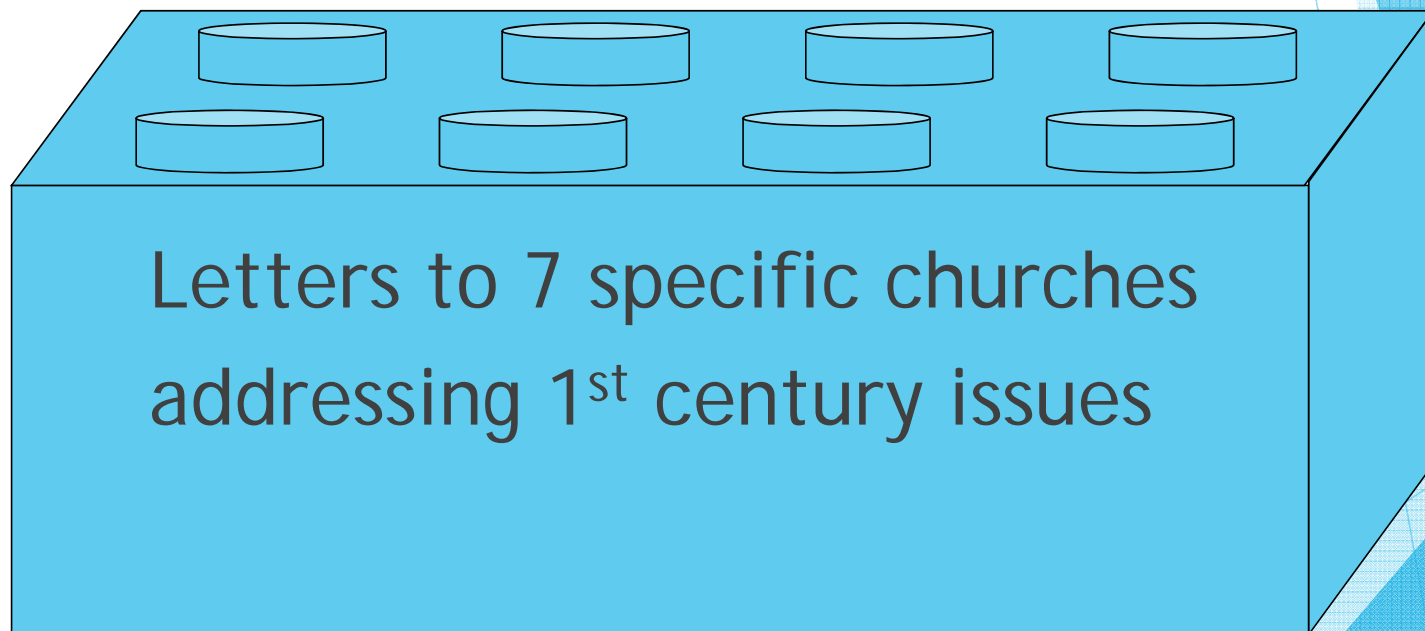 Letters to 7 specific churches
addressing 1st century issues